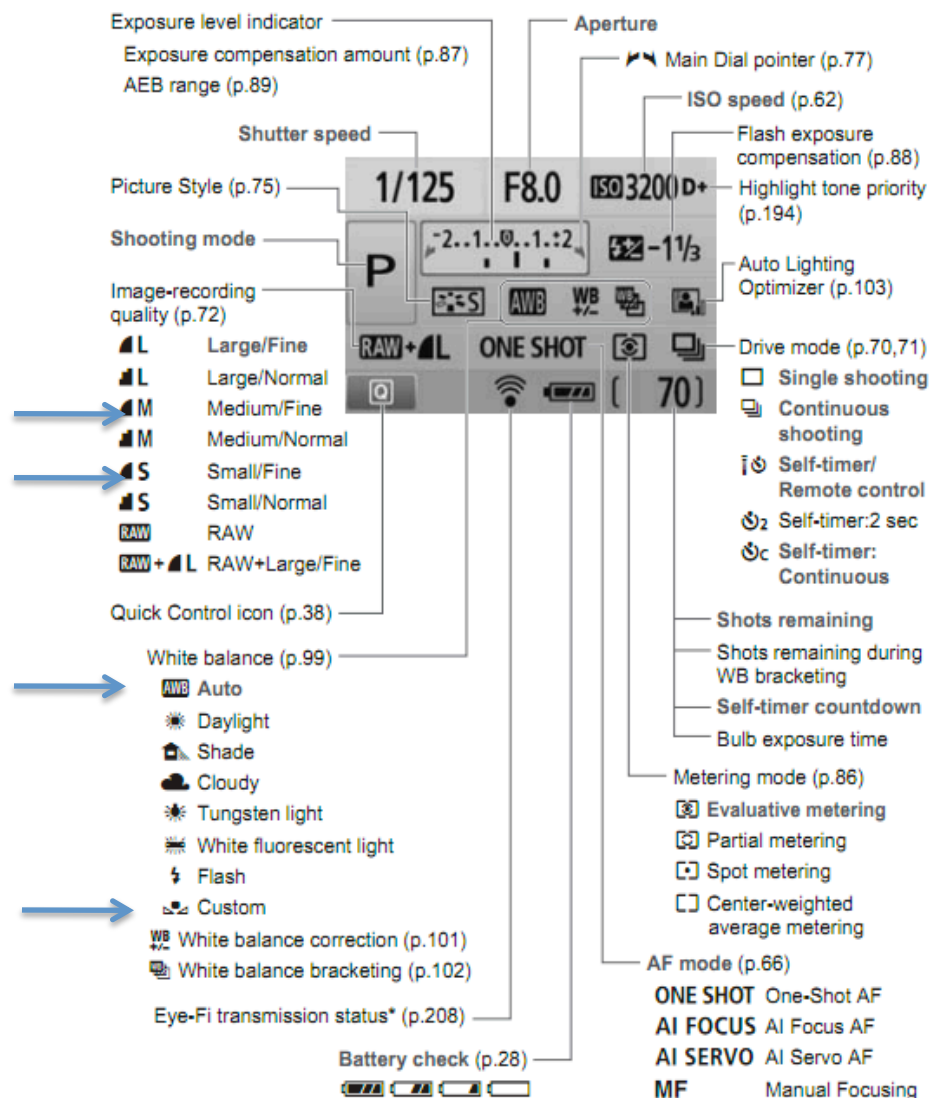 Exposure level indicator
Exposure compensation amount (p.87)
AEB range (p.89)
Aperture
Main Dial pointer (p.77)
ISO speed (p.62)
Shutter speed
Flash exposure
compensation (p.88)
Picture Style (p.75)
Highlight tone priority
(p.194)
Shooting mode
Auto Lighting
Optimizer (p.103)
Image-recording
quality (p.72)
1/125 F8.0 ISO 3200 D+
-2..1..0..1.:2
P
-1 1/3
S
AWB WB +/- WB
RAW + L ONE SHOT
Q [ 70 ]
L Large/Fine
L Large/Normal
M Medium/Fine
M Medium/Normal
S Small/Fine
S Small/Normal
RAW RAW
RAW + L RAW+Large/Fine
Drive mode (p.70,71)
Single shooting
Continuous
shooting
Self-timer/
Remote control
2 Self-timer:2 sec
C Self-timer:
Continuous
Quick Control icon (p.38)
Shots remaining
Shots remaining during
WB bracketing
Self-timer countdown
Bulb exposure time
White balance (p.99)
AWB Auto
Daylight
Shade
Cloudy
Tungsten light
White fluorescent light
Flash
Custom
WB +/- White balance correction (p.101)
White balance bracketing (p.102)
Metering mode (p.86)
Evaluative metering
Partial metering
Spot metering
Center-weighted
average metering
Eye-Fi transmission status* (p.208)
Battery check (p.28)
AF mode (p.66)
ONE SHOT One-Shot AF
AI FOCUS AI Focus AF
AI SERVO AI Servo AF
MF Manual Focusing